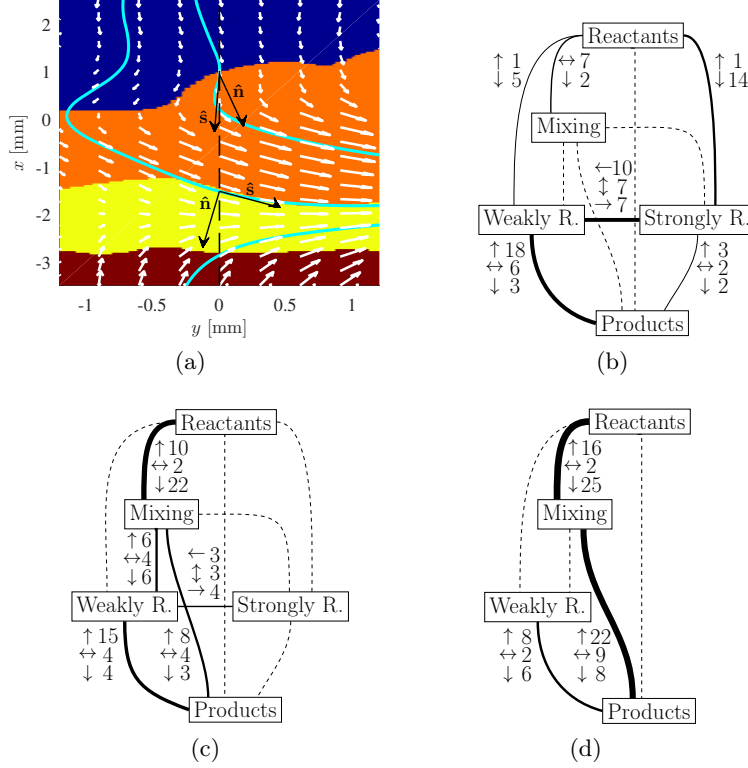 2
1
0
-1
-2
-3
x [mm]
-1
-0.5
0
0.5
1
y [mm]
n̂
ŝ
n̂
ŝ
(a)
Reactants
↑ 1
↓ 5
↔ 7
↓ 2
↑ 1
↓ 14
Mixing
← 10
↕ 7
→ 7
Weakly R.
Strongly R.
↑ 18
↔ 6
↓ 3
↑ 3
↔ 2
↓ 2
Products
(b)
Reactants
↑ 10
↔ 2
↓ 22
Mixing
↑ 6
↔ 4
↓ 6
← 3
↕ 3
→ 4
Weakly R.
Strongly R.
↑ 15
↔ 4
↓ 4
↑ 8
↔ 4
↓ 3
Products
(c)
Reactants
↑ 16
↔ 2
↓ 25
Mixing
Weakly R.
↑ 8
↔ 2
↓ 6
↑ 22
↔ 9
↓ 8
Products
(d)